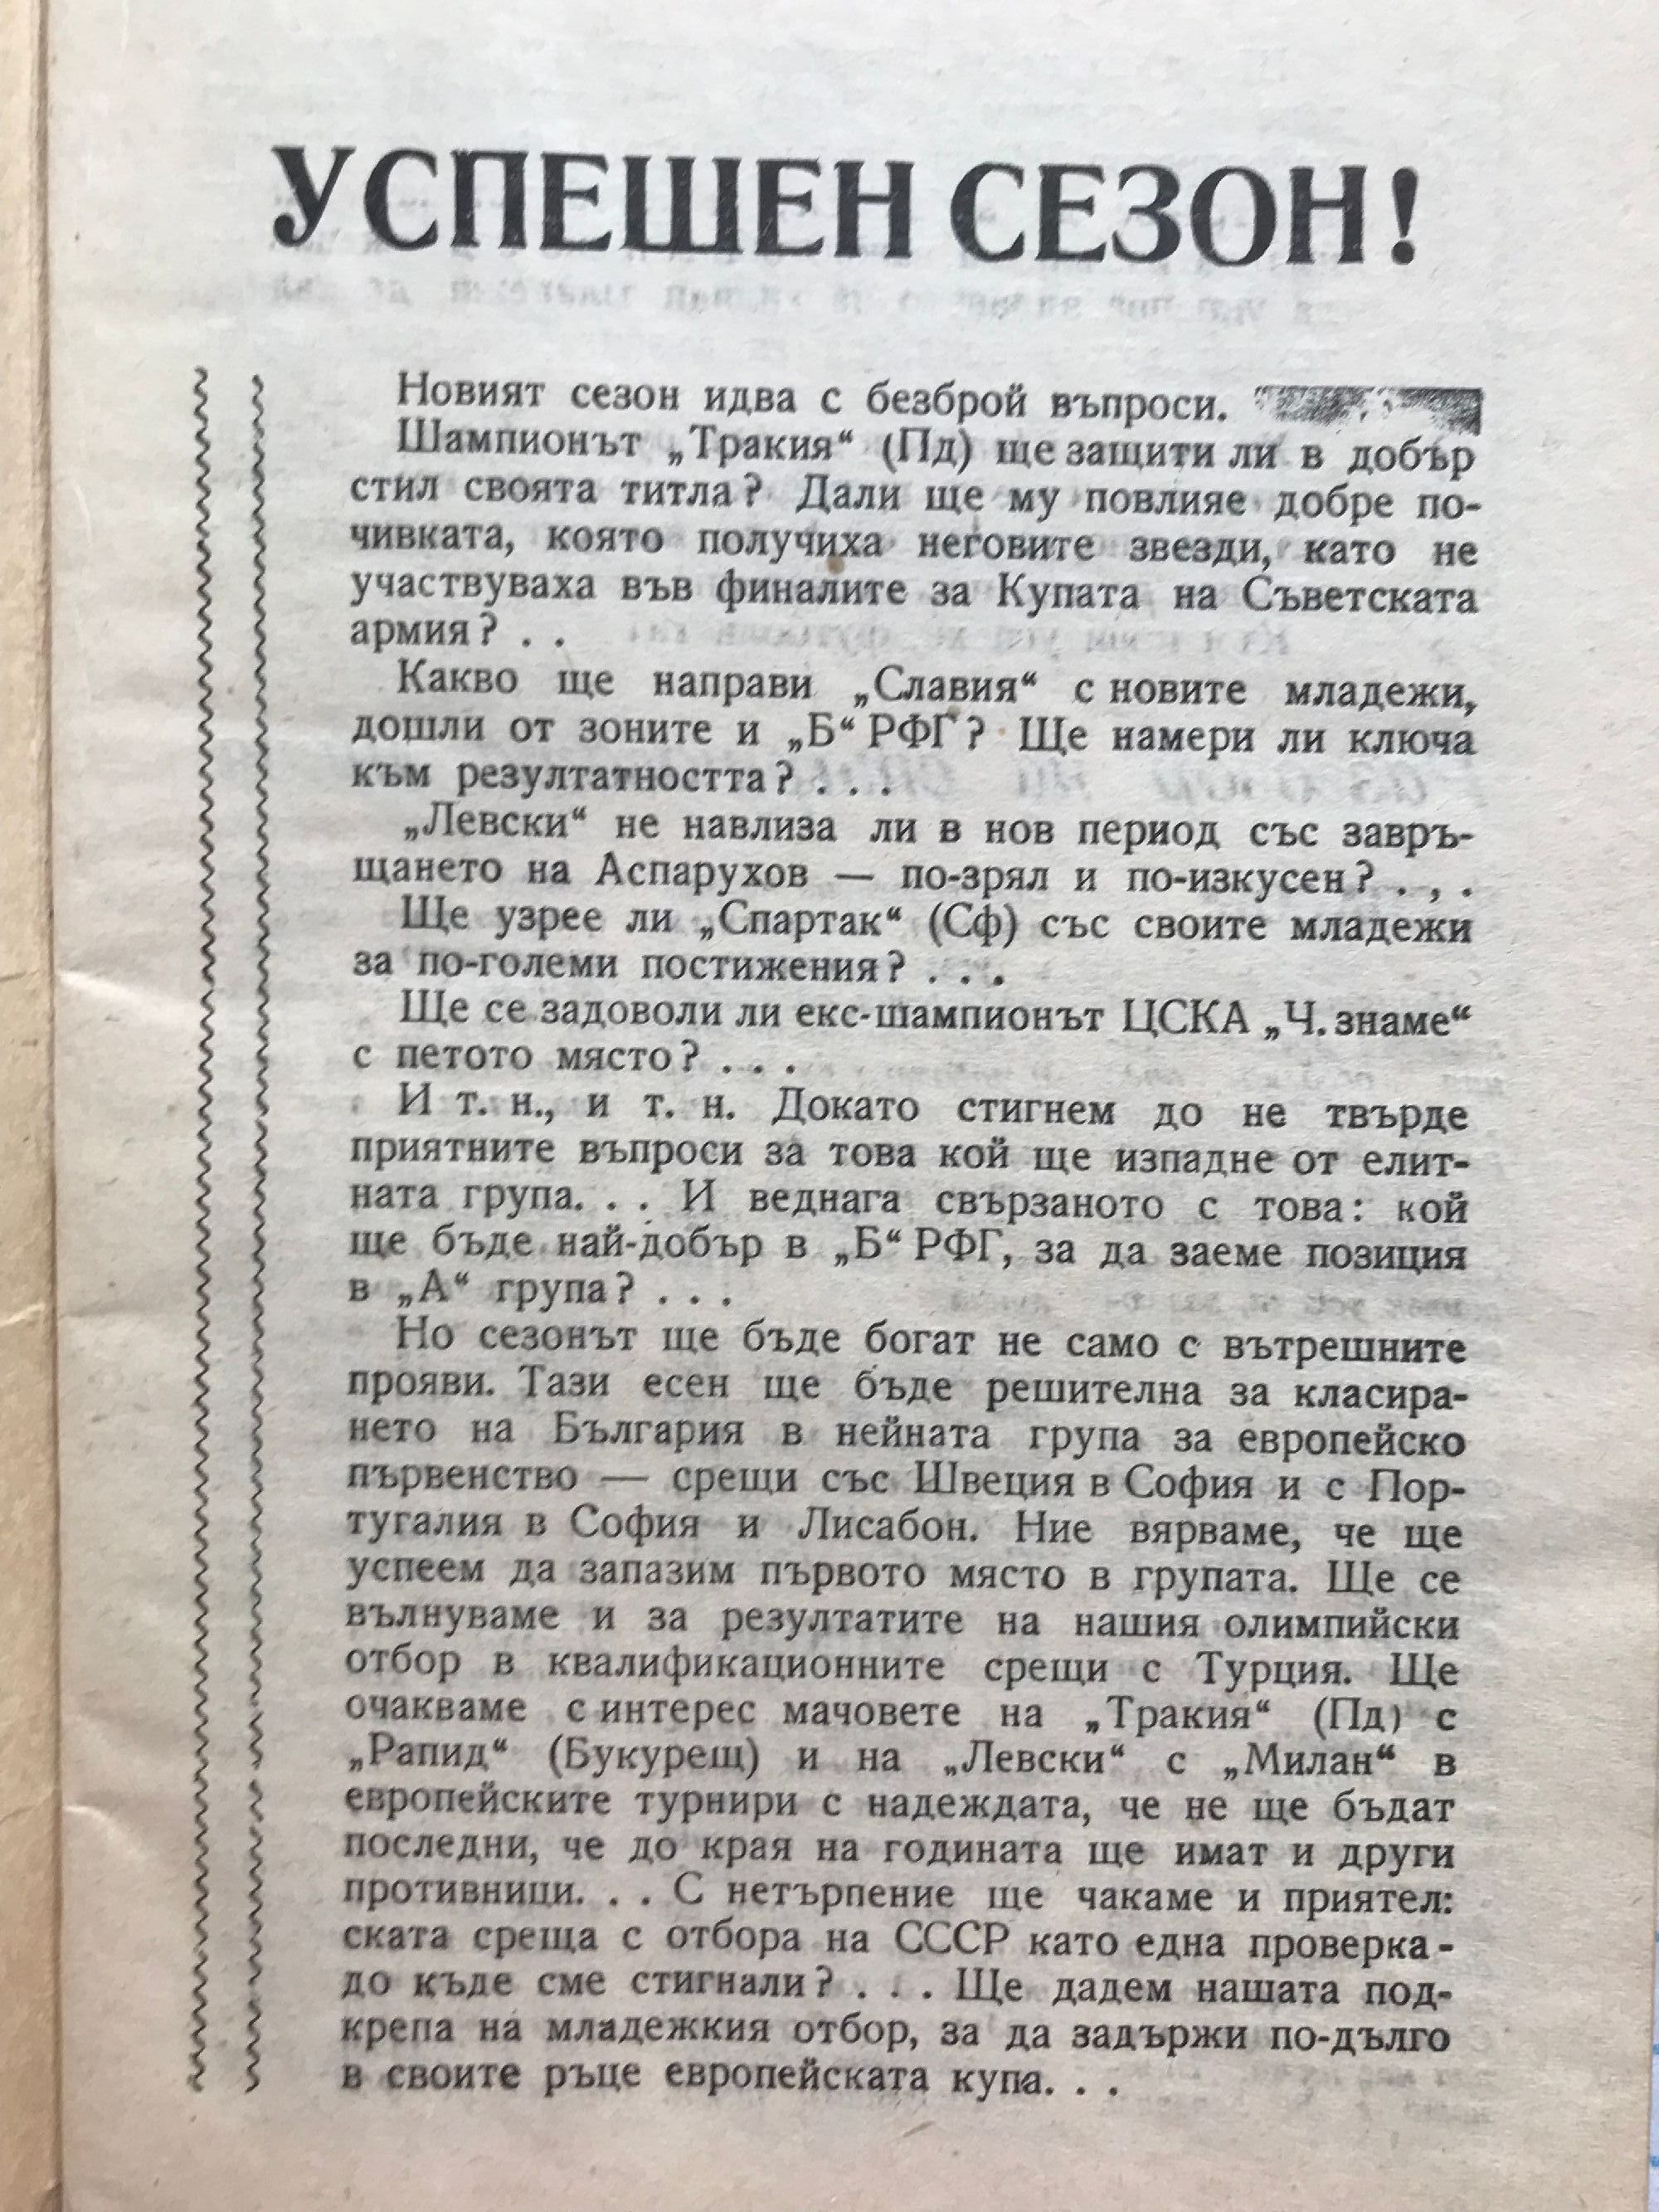 УСПЕШЕН СЕЗОН!
Новият сезон идва с безброй въпроси.
Шампионът „Тракия“ (Пд) ще защити ли в добър
стил своята титла? Дали ще му повлияе добре по-
чивката, която получиха неговите звезди, като не
участвуваха във финалите за Купата на Съветската
армия? . .
Какво ще направи „Славия“ с новите младежи,
дошли от зоните и „Б“ РФГ? Ще намери ли ключа
към резултатността? . . .
„Левски“ не навлиза ли в нов период със завръ-
щането на Аспарухов — по-зрял и по-изкусен? . , .
Ще узрее ли „Спартак“ (Сф) със своите младежи
за по-големи постижения? . . .
Ще се задоволи ли екс-шампионът ЦСКА „Ч. знаме“
с петото място? . . .
И т. н., и т. н. Докато стигнем до не твърде
приятните въпроси за това кой ще изпадне от елит-
ната група. . . И веднага свързаното с това: кой
ще бъде най-добър в „Б“ РФГ, за да заеме позиция
в „А“ група? . . .
Но сезонът ще бъде богат не само с вътрешните
прояви. Тази есен ще бъде решителна за класира-
нето на България в нейната група за европейско
първенство — срещи със Швеция в София и с Пор-
тугалия в София и Лисабон. Ние вярваме, че ще
успеем да запазим първото място в групата. Ще се
вълнуваме и за резултатите на нашия олимпийски
отбор в квалификационните срещи с Турция. Ще
очакваме с интерес мачовете на „Тракия“ (Пд) с
„Рапид“ (Букурещ) и на „Левски“ с „Милан“ в
европейските турнири с надеждата, че не ще бъдат
последни, че до края на годината ще имат и други
противници. . . С нетърпение ще чакаме и приятел:
ската среща с отбора на СССР като една проверка -
до къде сме стигнали? . . . Ще дадем нашата под-
крепа на младежкия отбор, за да задържи по-дълго
в своите ръце европейската купа. . .